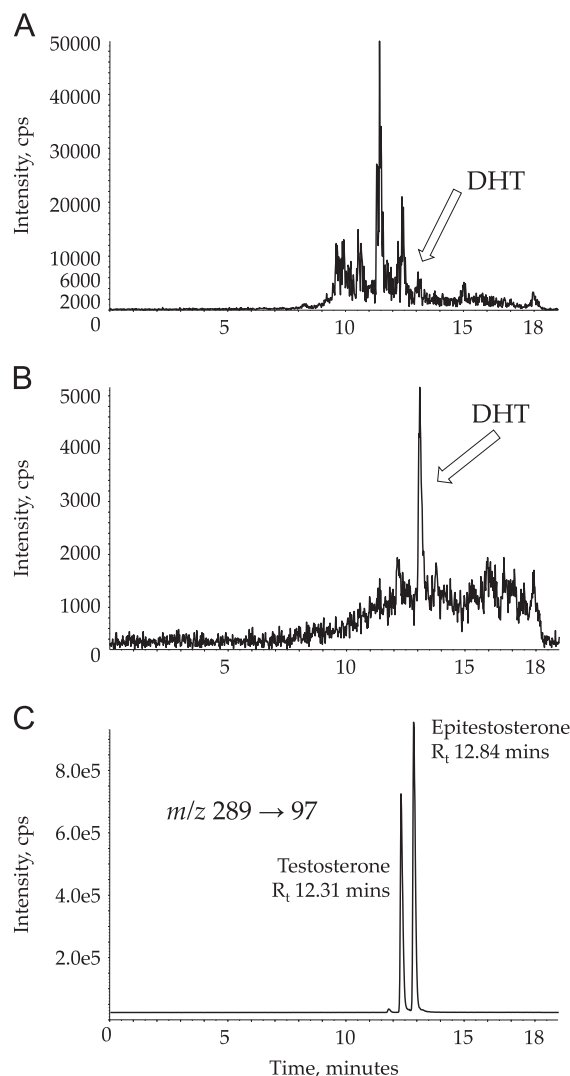 A
Intensity, cps
50000
40000
30000
20000
10000
6000
2000
0
DHT
5
10
15
18
B
Intensity, cps
5000
4000
3000
2000
1000
0
DHT
5
10
15
18
C
Intensity, cps
8.0e5
6.0e5
4.0e5
2.0e5
Epitestosterone
Rt 12.84 mins
m/z 289 → 97
Testosterone
Rt 12.31 mins
0
5
10
15
18
Time, minutes